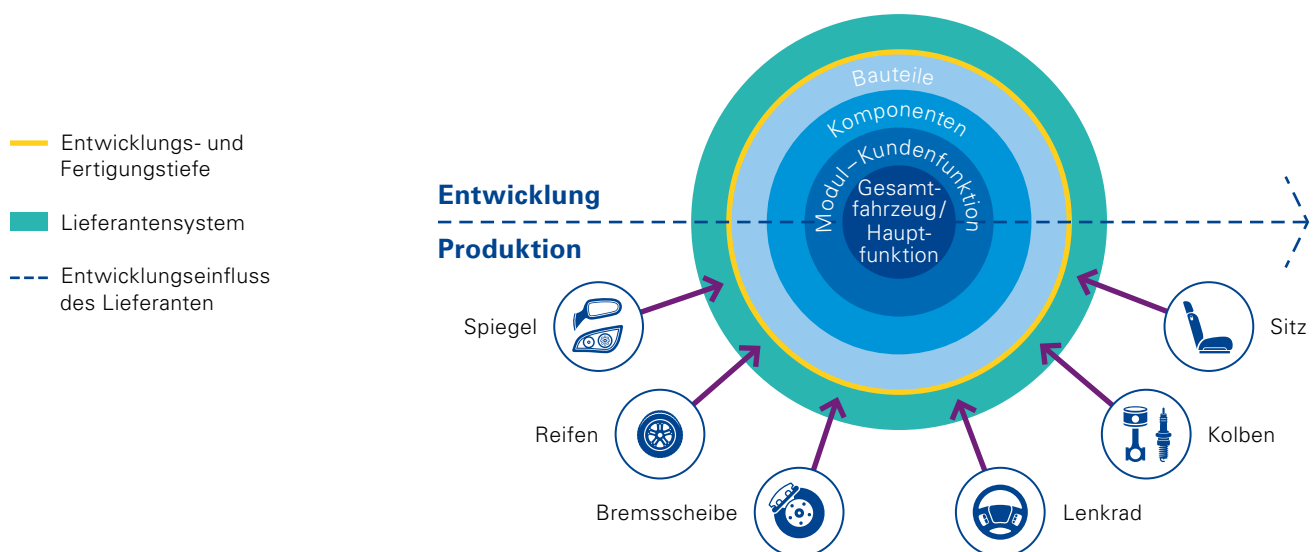 Entwicklungs- und
Fertigungstiefe
Lieferantensystem
Entwicklungseinfluss
des Lieferanten
Entwicklung
Produktion
Bauteile
Komponenten
Modul – Kundenfunktion
Gesamt-
fahrzeug/
Haupt-
funktion
Spiegel
Reifen
Bremsscheibe
Lenkrad
Kolben
Sitz